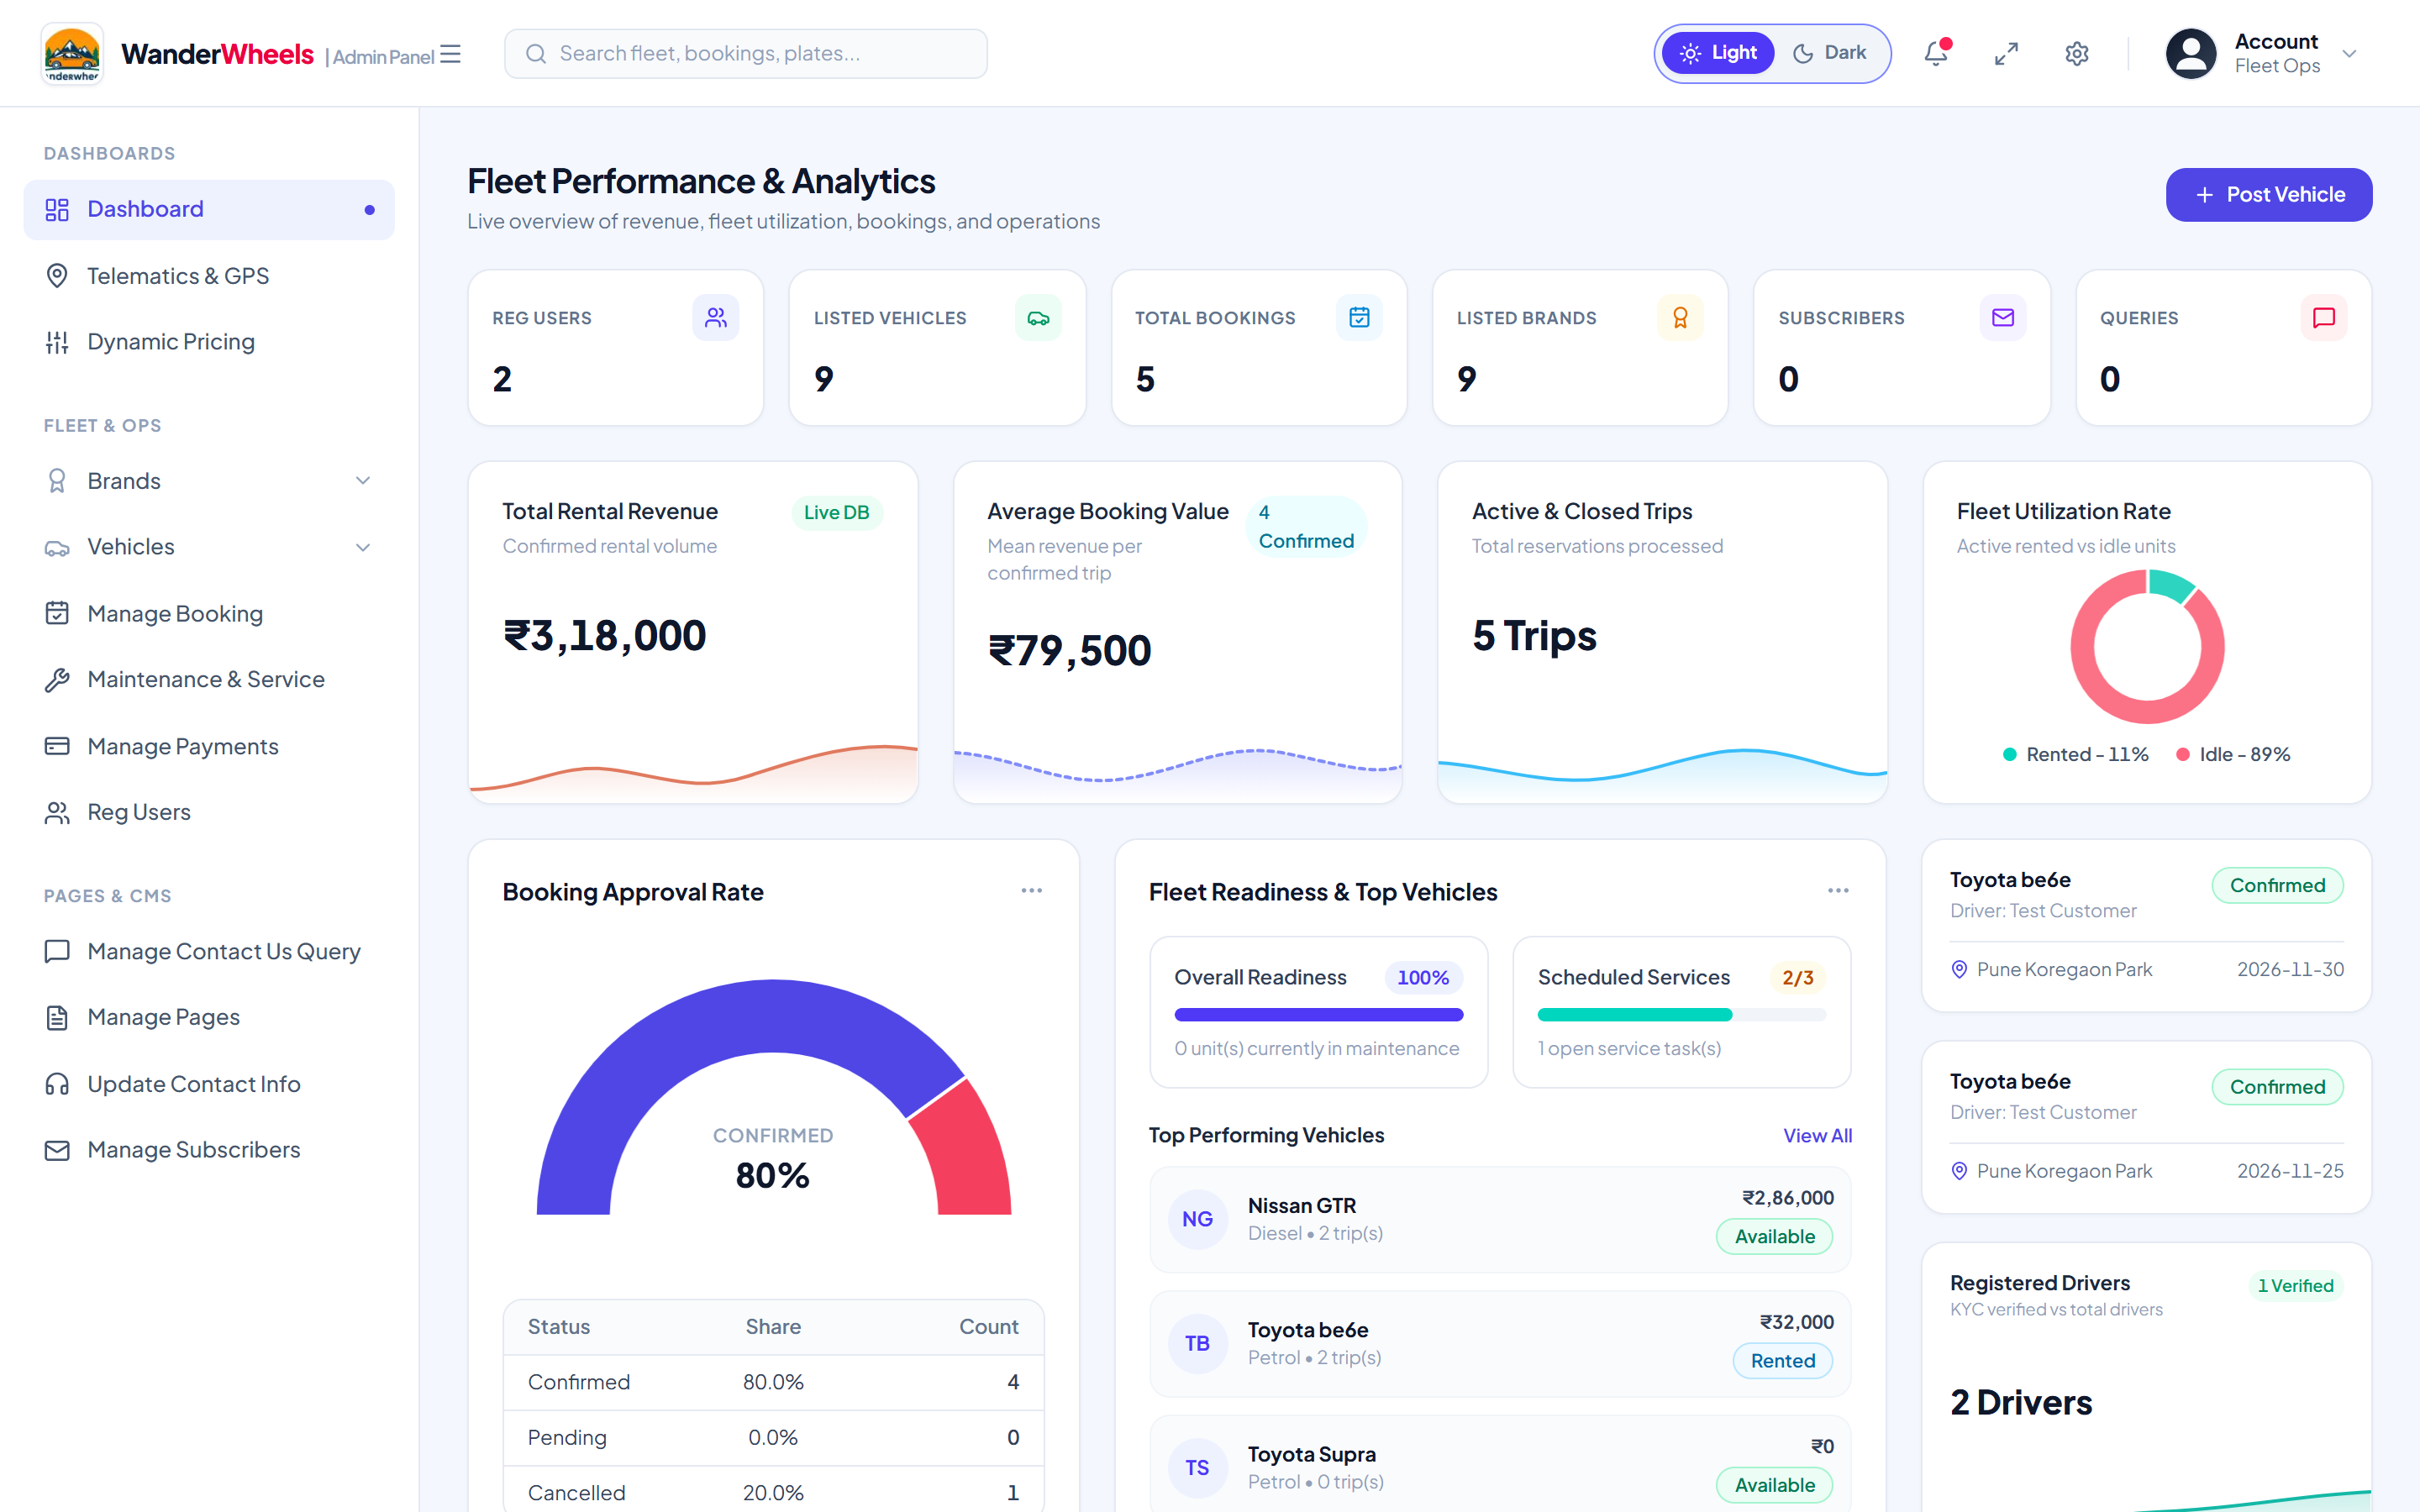 WanderWheels | Admin Panel
Search fleet, bookings, plates...
Light
Dark
Account
Fleet Ops
DASHBOARDS
Dashboard
Telematics & GPS
Dynamic Pricing
FLEET & OPS
Brands
Vehicles
Manage Booking
Maintenance & Service
Manage Payments
Reg Users
PAGES & CMS
Manage Contact Us Query
Manage Pages
Update Contact Info
Manage Subscribers
Fleet Performance & Analytics
Live overview of revenue, fleet utilization, bookings, and operations
+ Post Vehicle
REG USERS
2
LISTED VEHICLES
9
TOTAL BOOKINGS
5
LISTED BRANDS
9
SUBSCRIBERS
0
QUERIES
0
Total Rental Revenue
Live DB
Confirmed rental volume
₹3,18,000
Average Booking Value
4
Confirmed
Mean revenue per
confirmed trip
₹79,500
Active & Closed Trips
Total reservations processed
5 Trips
Fleet Utilization Rate
Active rented vs idle units
Rented - 11%
Idle - 89%
Booking Approval Rate
CONFIRMED
80%
Status Share Count
Confirmed 80.0% 4
Pending 0.0% 0
Cancelled 20.0% 1
Fleet Readiness & Top Vehicles
Overall Readiness 100%
0 unit(s) currently in maintenance
Scheduled Services 2/3
1 open service task(s)
Top Performing Vehicles
View All
NG
Nissan GTR
Diesel • 2 trip(s)
₹2,86,000
Available
TB
Toyota be6e
Petrol • 2 trip(s)
₹32,000
Rented
TS
Toyota Supra
Petrol • 0 trip(s)
₹0
Available
Toyota be6e
Confirmed
Driver: Test Customer
Pune Koregaon Park
2026-11-30
Toyota be6e
Confirmed
Driver: Test Customer
Pune Koregaon Park
2026-11-25
Registered Drivers
1 Verified
KYC verified vs total drivers
2 Drivers